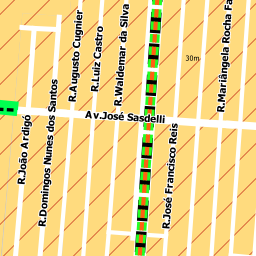 R.Augusto Cugnier
R.Luiz Castro
R.Waldemar da Silva
R.Mariângela Rocha Fa
30m
Av.José Sasdelli
R.João Ardigó
R.Domingos Nunes dos Santos
R.José Francisco Reis